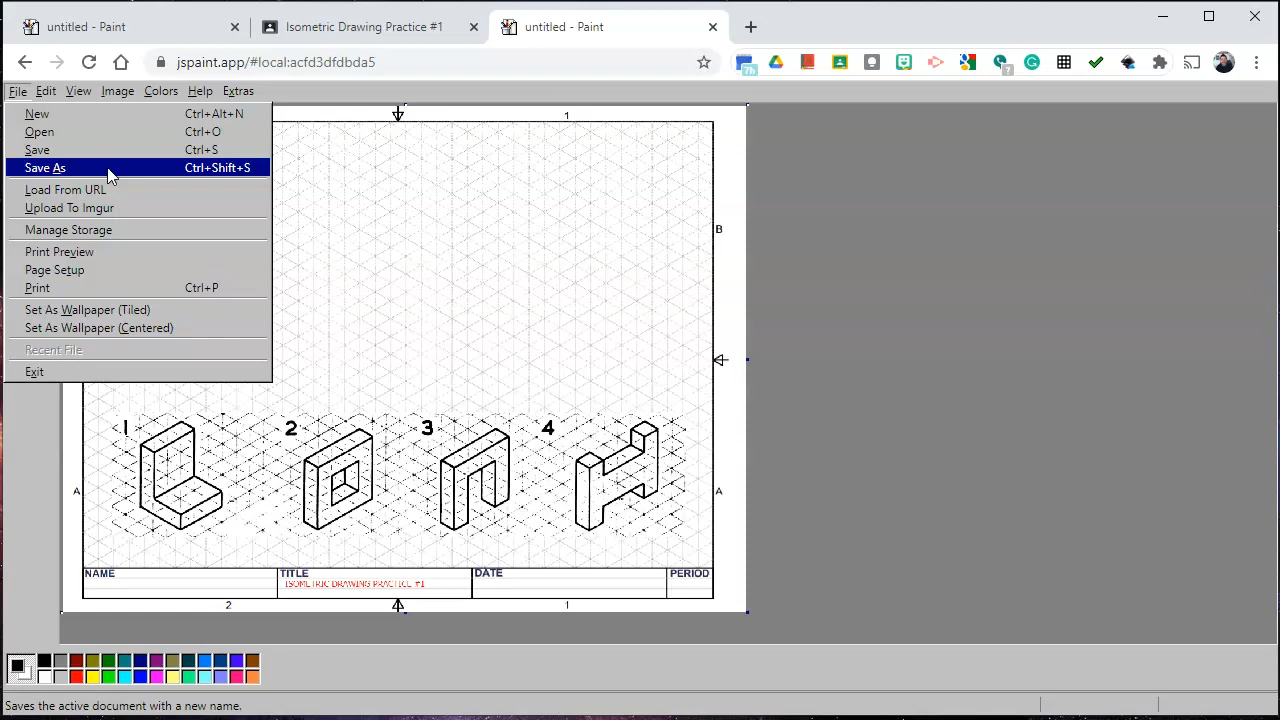 untitled - Paint
Isometric Drawing Practice #1
untitled - Paint
jspaint.app/#local:acfd3cfdbda5
7h
?
File Edit View Image Colors Help Extras
New Ctrl+Alt+N
Open Ctrl+O
Save Ctrl+S
Save As Ctrl+Shift+S
Load From URL
Upload To Imgur
Manage Storage
Print Preview
Page Setup
Print Ctrl+P
Set As Wallpaper (Tiled)
Set As Wallpaper (Centered)
Recent File
Exit
1
B
1 2 3 4
A A
NAME TITLE DATE PERIOD
ISOMETRIC DRAWING PRACTICE #1
2 1
Saves the active document with a new name.